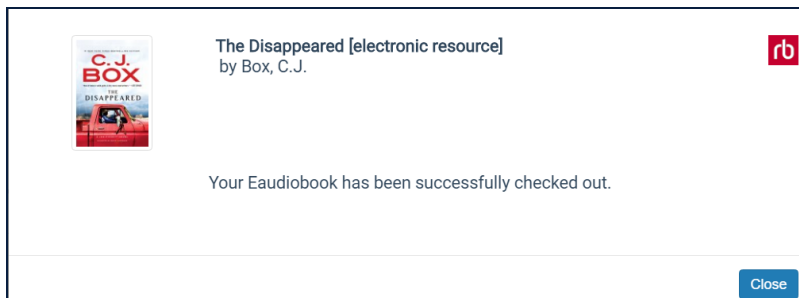 The Disappeared [electronic resource]
by Box, C.J.
rb
C. J.
BOX
THE
DISAPPEARED
Your Eaudiobook has been successfully checked out.
Close